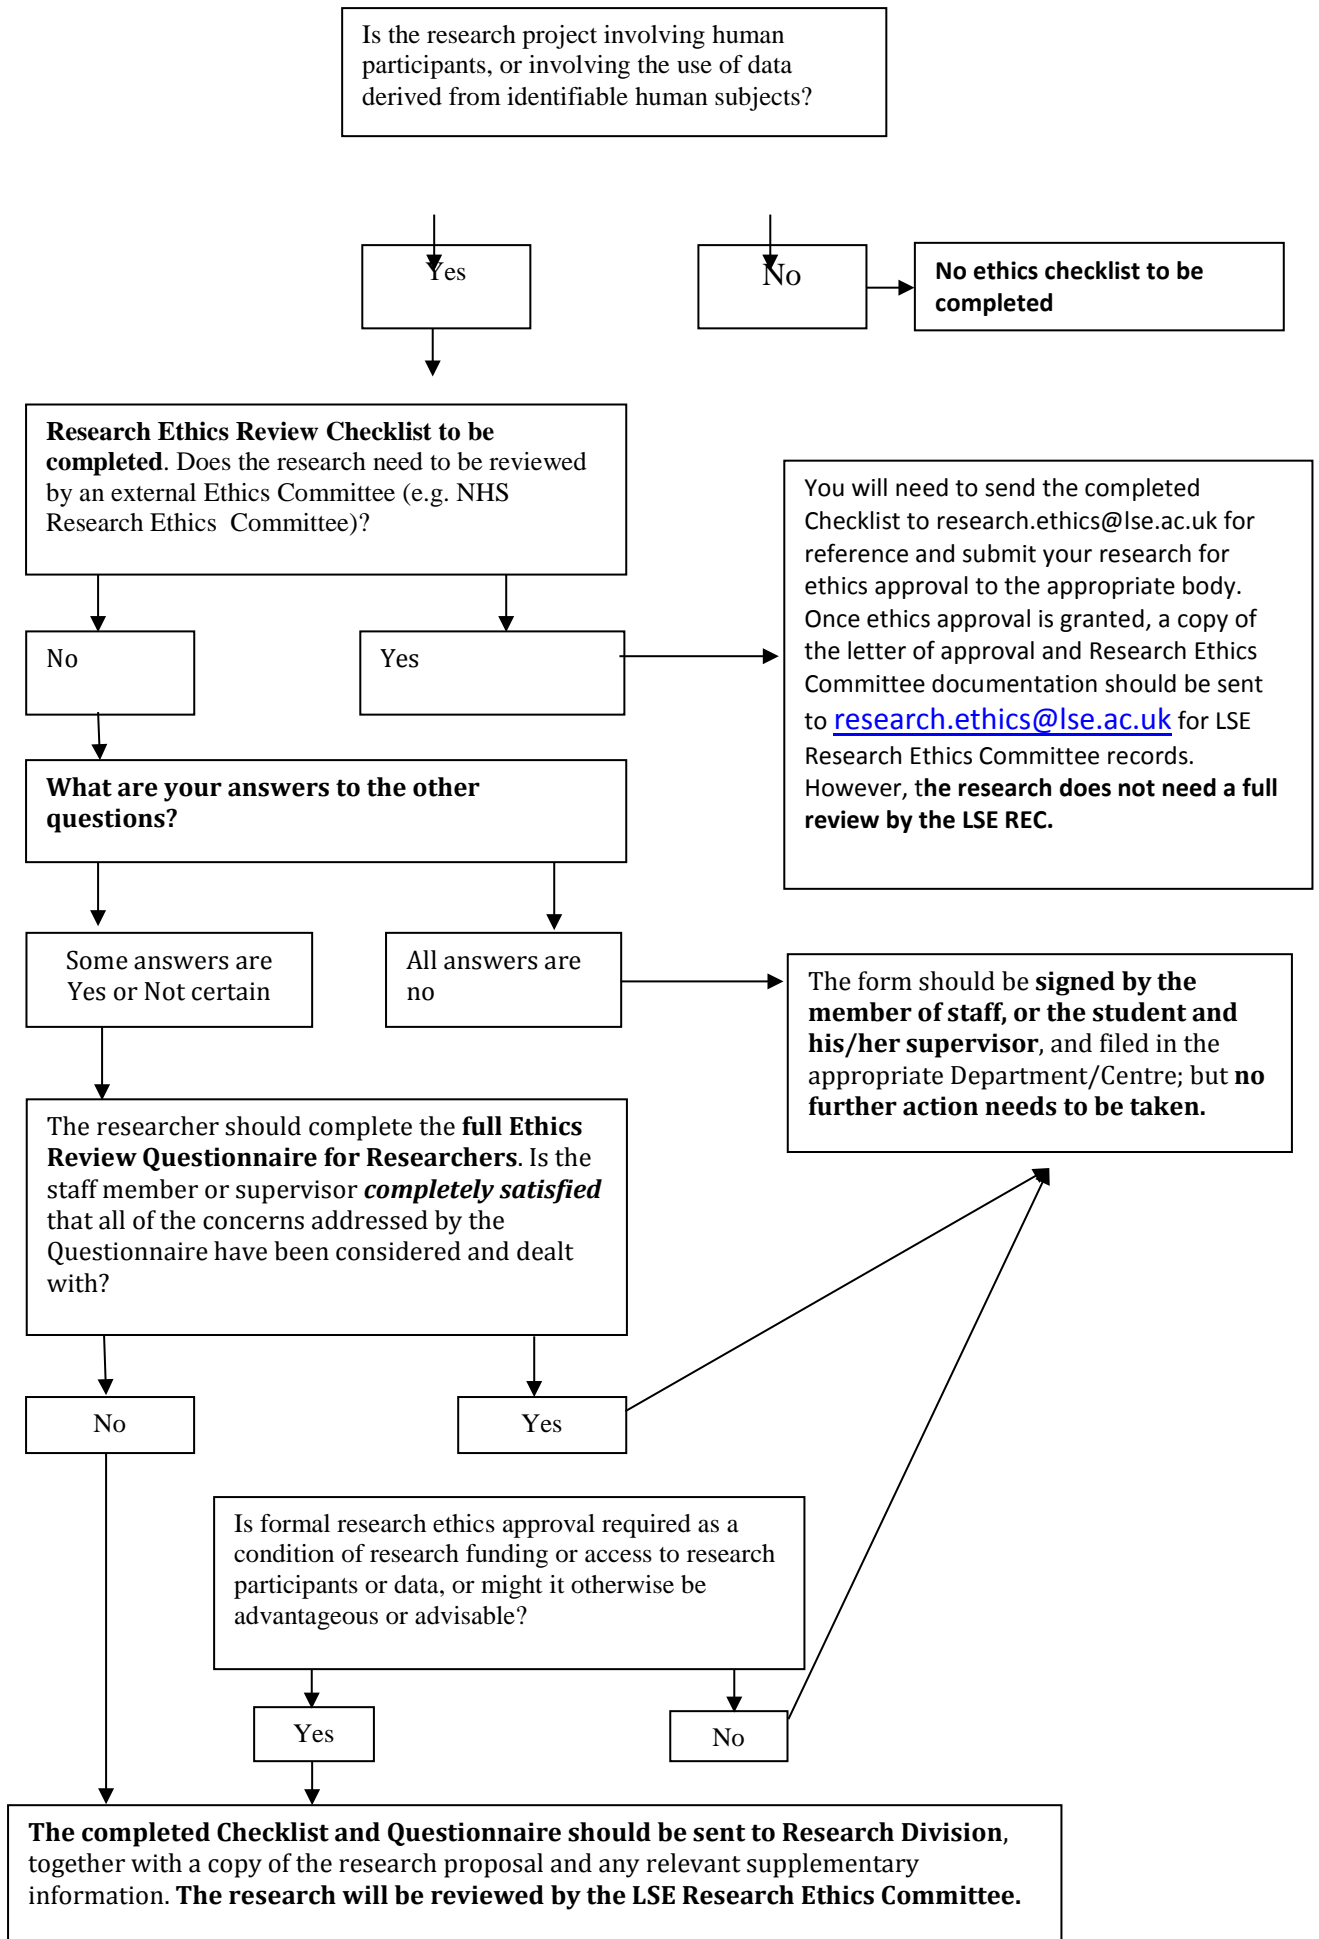 Is the research project involving human
participants, or involving the use of data
derived from identifiable human subjects?
Yes
No
No ethics checklist to be
completed
Research Ethics Review Checklist to be
completed. Does the research need to be reviewed
by an external Ethics Committee (e.g. NHS
Research Ethics  Committee)?
You will need to send the completed
Checklist to research.ethics@lse.ac.uk for
reference and submit your research for
ethics approval to the appropriate body.
Once ethics approval is granted, a copy of
the letter of approval and Research Ethics
Committee documentation should be sent
to research.ethics@lse.ac.uk for LSE
Research Ethics Committee records.
However, the research does not need a full
review by the LSE REC.
No
Yes
What are your answers to the other
questions?
Some answers are
Yes or Not certain
All answers are
no
The form should be signed by the
member of staff, or the student and
his/her supervisor, and filed in the
appropriate Department/Centre; but no
further action needs to be taken.
The researcher should complete the full Ethics
Review Questionnaire for Researchers. Is the
staff member or supervisor completely satisfied
that all of the concerns addressed by the
Questionnaire have been considered and dealt
with?
No
Yes
Is formal research ethics approval required as a
condition of research funding or access to research
participants or data, or might it otherwise be
advantageous or advisable?
Yes
No
The completed Checklist and Questionnaire should be sent to Research Division,
together with a copy of the research proposal and any relevant supplementary
information. The research will be reviewed by the LSE Research Ethics Committee.